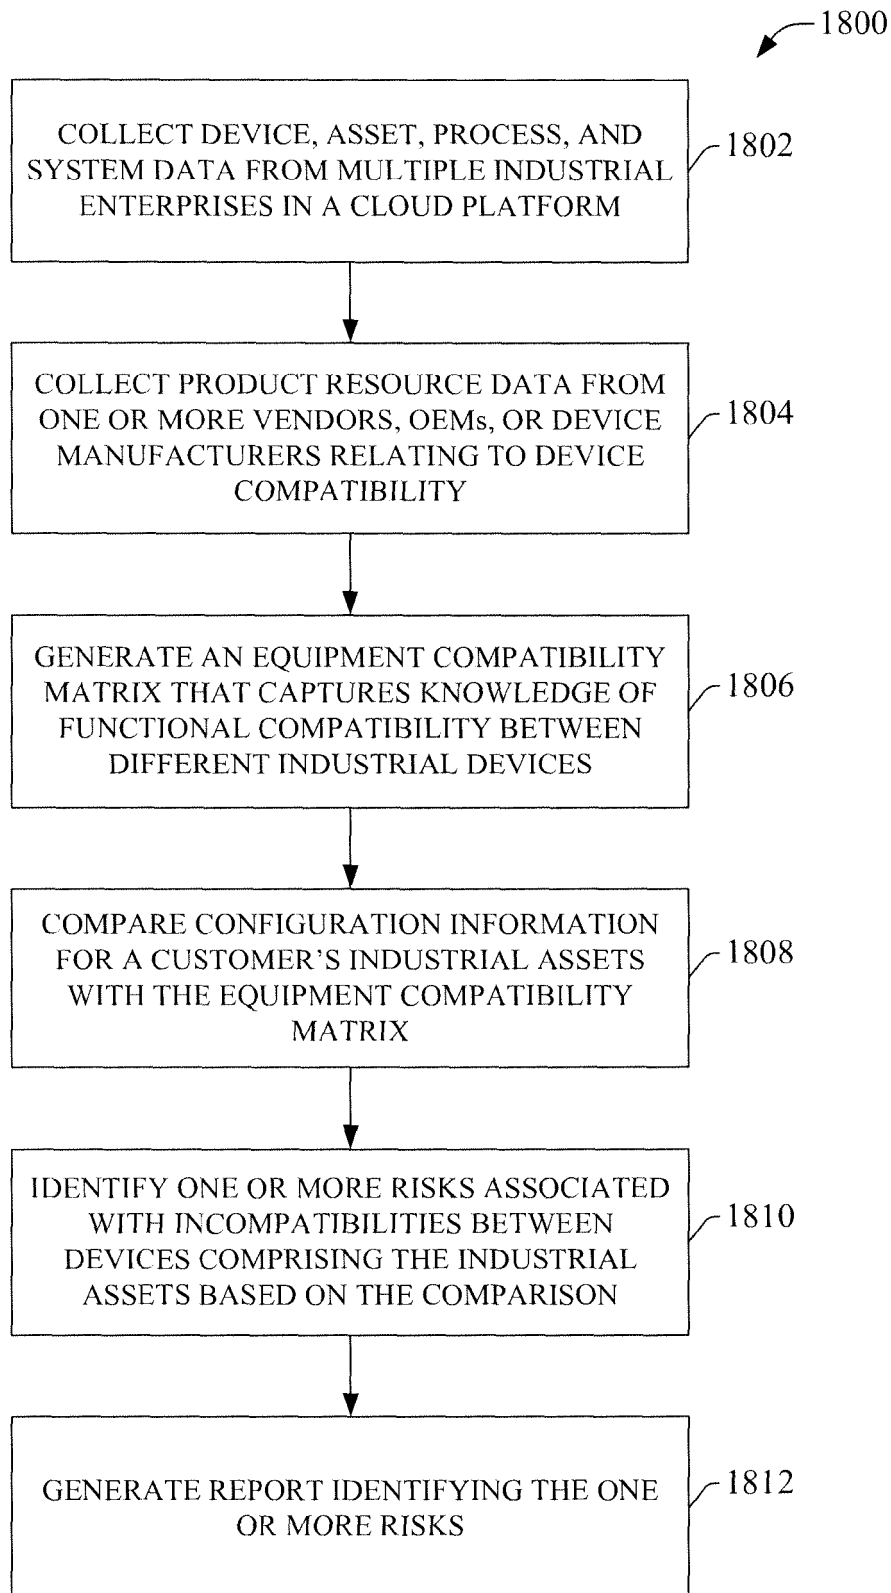 1800
COLLECT DEVICE, ASSET, PROCESS, AND
SYSTEM DATA FROM MULTIPLE INDUSTRIAL
ENTERPRISES IN A CLOUD PLATFORM
1802
COLLECT PRODUCT RESOURCE DATA FROM
ONE OR MORE VENDORS, OEMs, OR DEVICE
MANUFACTURERS RELATING TO DEVICE
COMPATIBILITY
1804
GENERATE AN EQUIPMENT COMPATIBILITY
MATRIX THAT CAPTURES KNOWLEDGE OF
FUNCTIONAL COMPATIBILITY BETWEEN
DIFFERENT INDUSTRIAL DEVICES
1806
COMPARE CONFIGURATION INFORMATION
FOR A CUSTOMER'S INDUSTRIAL ASSETS
WITH THE EQUIPMENT COMPATIBILITY
MATRIX
1808
IDENTIFY ONE OR MORE RISKS ASSOCIATED
WITH INCOMPATIBILITIES BETWEEN
DEVICES COMPRISING THE INDUSTRIAL
ASSETS BASED ON THE COMPARISON
1810
GENERATE REPORT IDENTIFYING THE ONE
OR MORE RISKS
1812